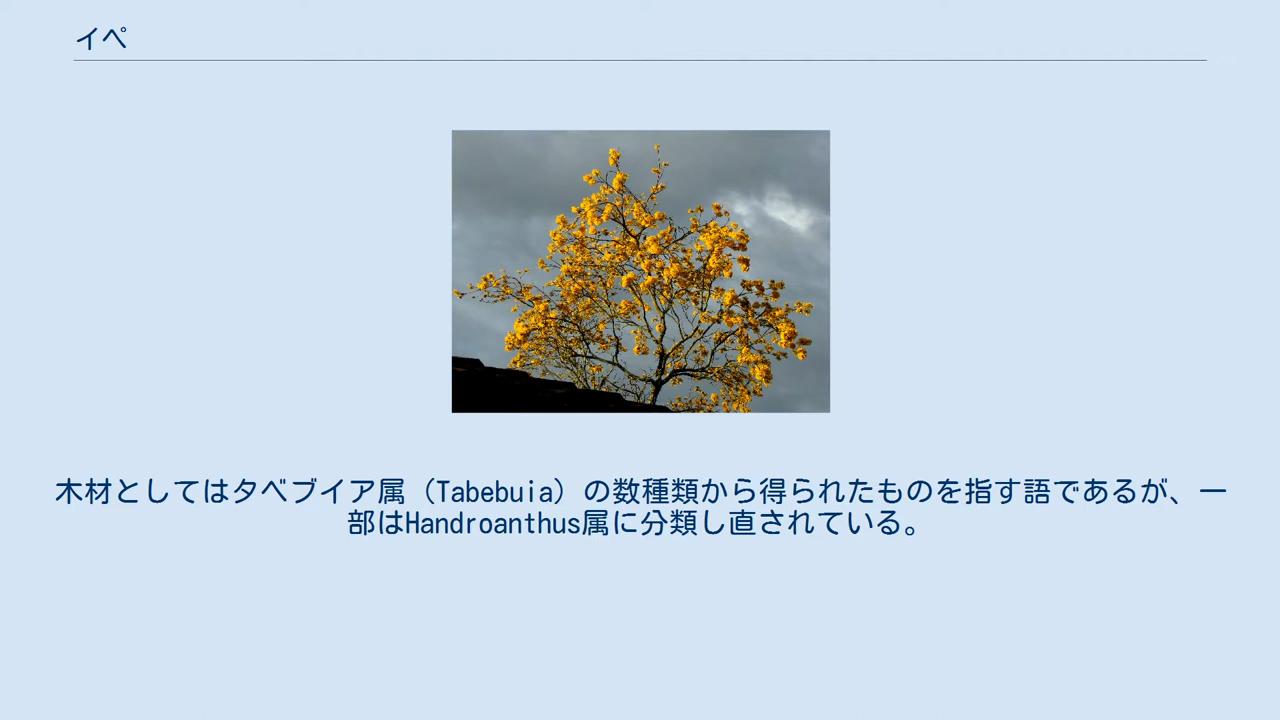 イペ
木材としてはタベブイア属（Tabebuia）の数種類から得られたものを指す語であるが、一
部はHandroanthus属に分類し直されている。